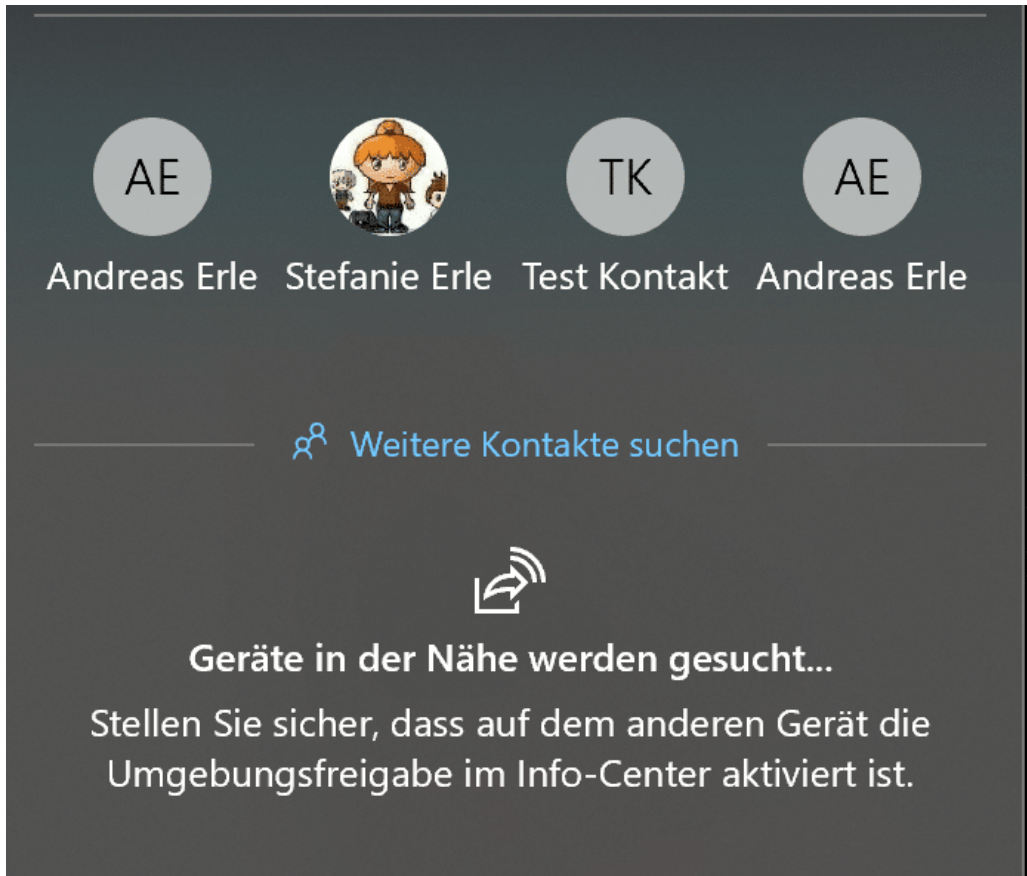 AE TK AE
Andreas Erle Stefanie Erle Test Kontakt Andreas Erle
Weitere Kontakte suchen
Geräte in der Nähe werden gesucht...
Stellen Sie sicher, dass auf dem anderen Gerät die
Umgebungsfreigabe im Info-Center aktiviert ist.